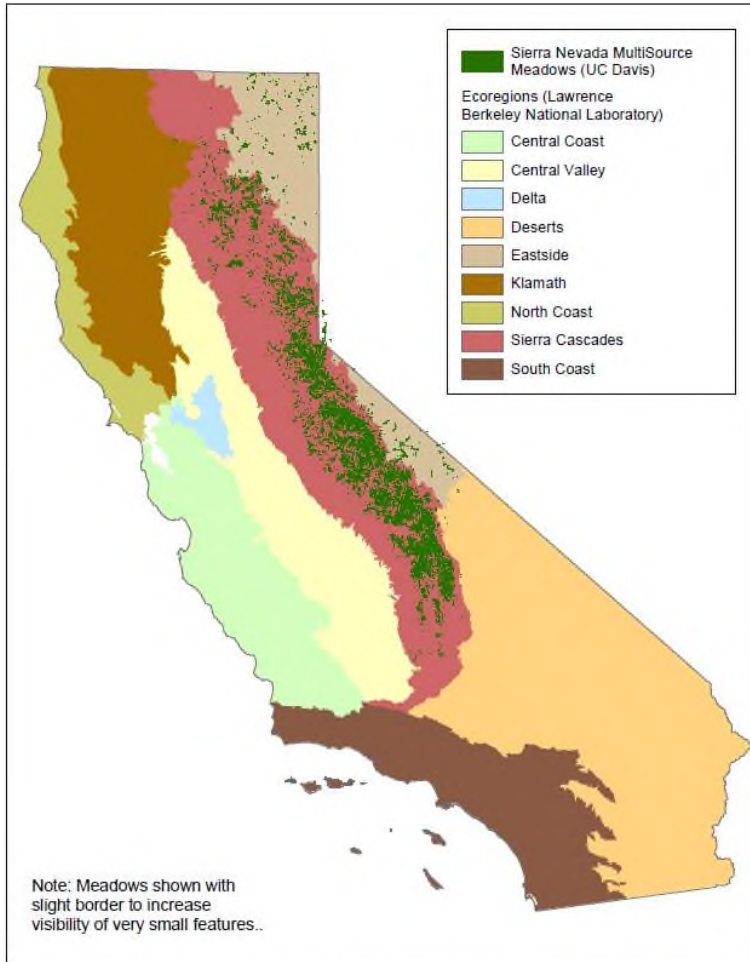 Sierra Nevada MultiSource
Meadows (UC Davis)
Ecoregions (Lawrence
Berkeley National Laboratory)
Central Coast
Central Valley
Delta
Deserts
Eastside
Klamath
North Coast
Sierra Cascades
South Coast
Note: Meadows shown with
slight border to increase
visibility of very small features..